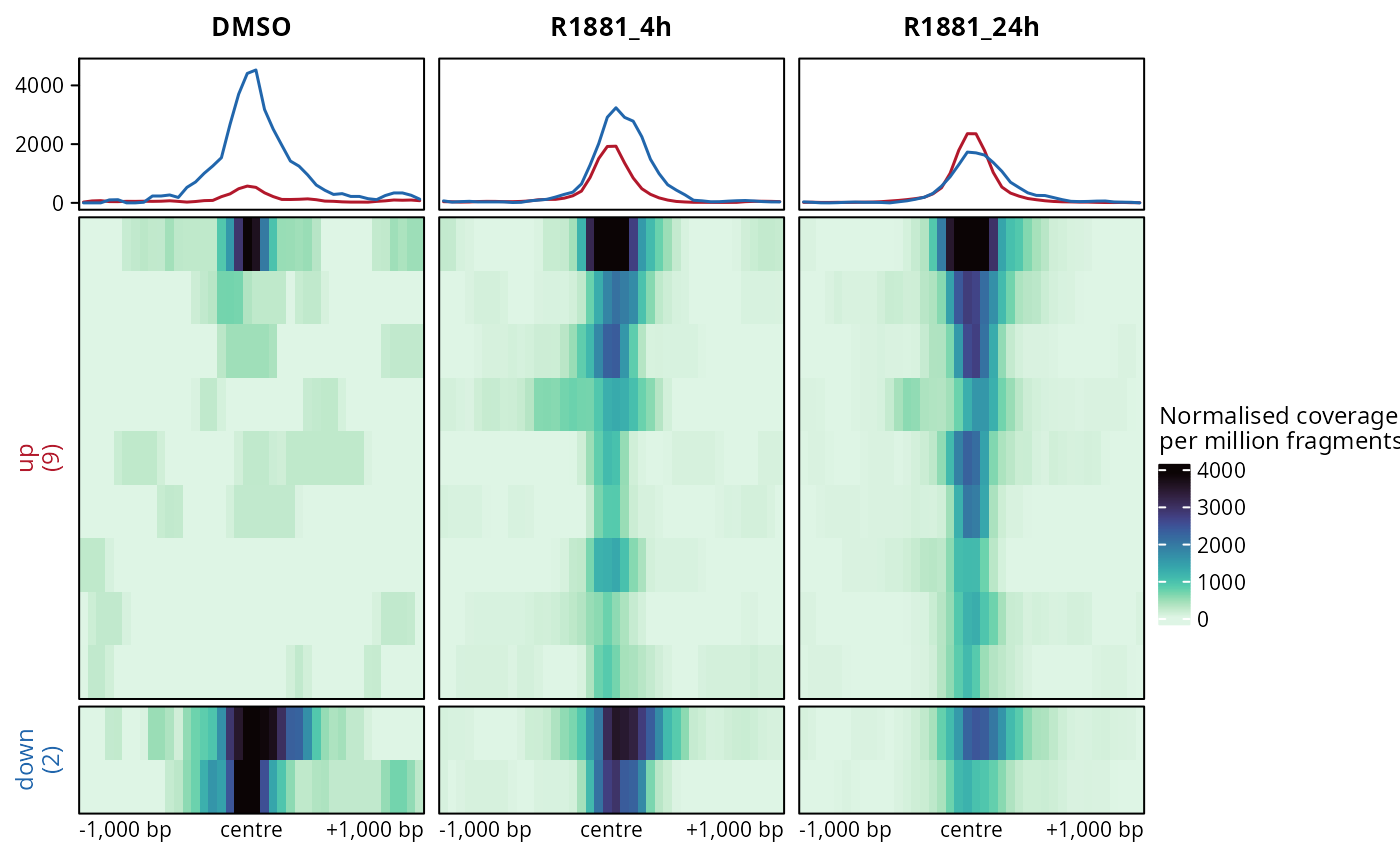 DMSO
R1881_4h
R1881_24h
4000
2000
0
up
(9)
down
(2)
Normalised coverage
per million fragments
4000
3000
2000
1000
0
-1,000 bp
centre
+1,000 bp
-1,000 bp
centre
+1,000 bp
-1,000 bp
centre
+1,000 bp